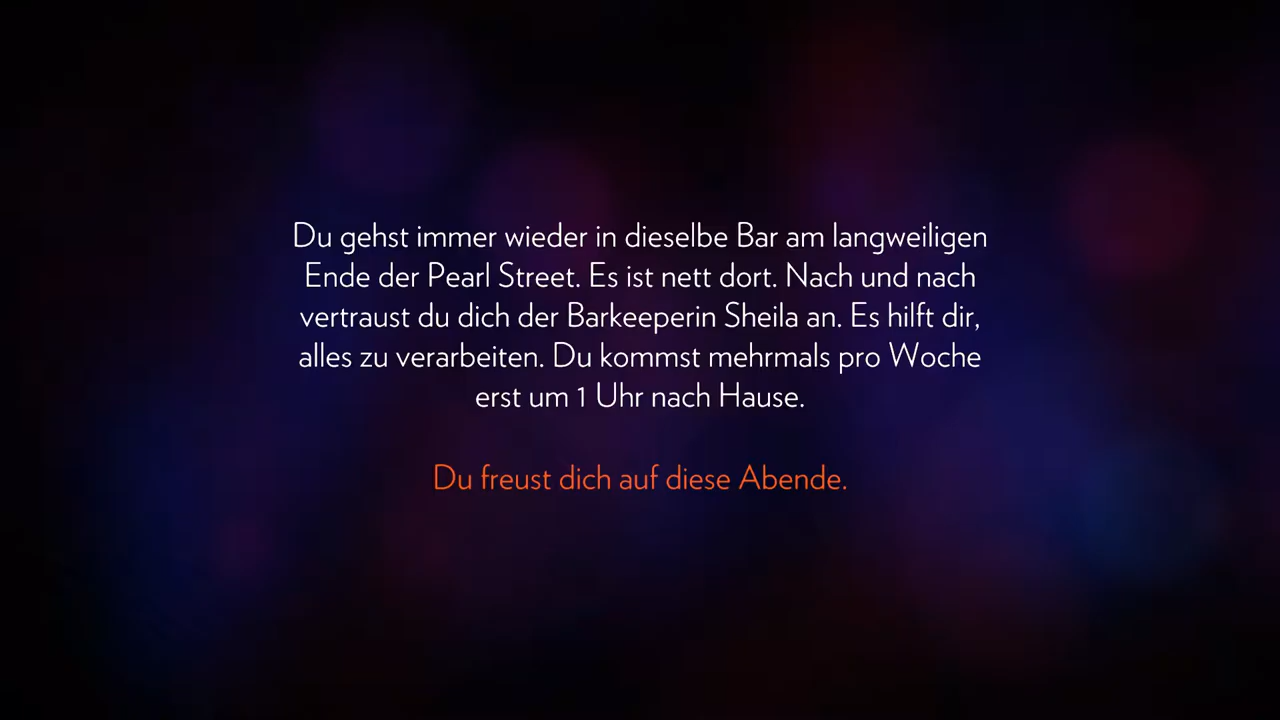 Du gehst immer wieder in dieselbe Bar am langweiligen
Ende der Pearl Street. Es ist nett dort. Nach und nach
vertraust du dich der Barkeeperin Sheila an. Es hilft dir,
alles zu verarbeiten. Du kommst mehrmals pro Woche
erst um 1 Uhr nach Hause.
Du freust dich auf diese Abende.